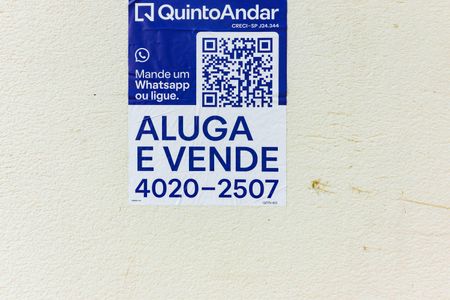 QuintoAndar
CRECI-SP J24.344
Mande um
Whatsapp
ou ligue.
ALUGA
E VENDE
4020-2507